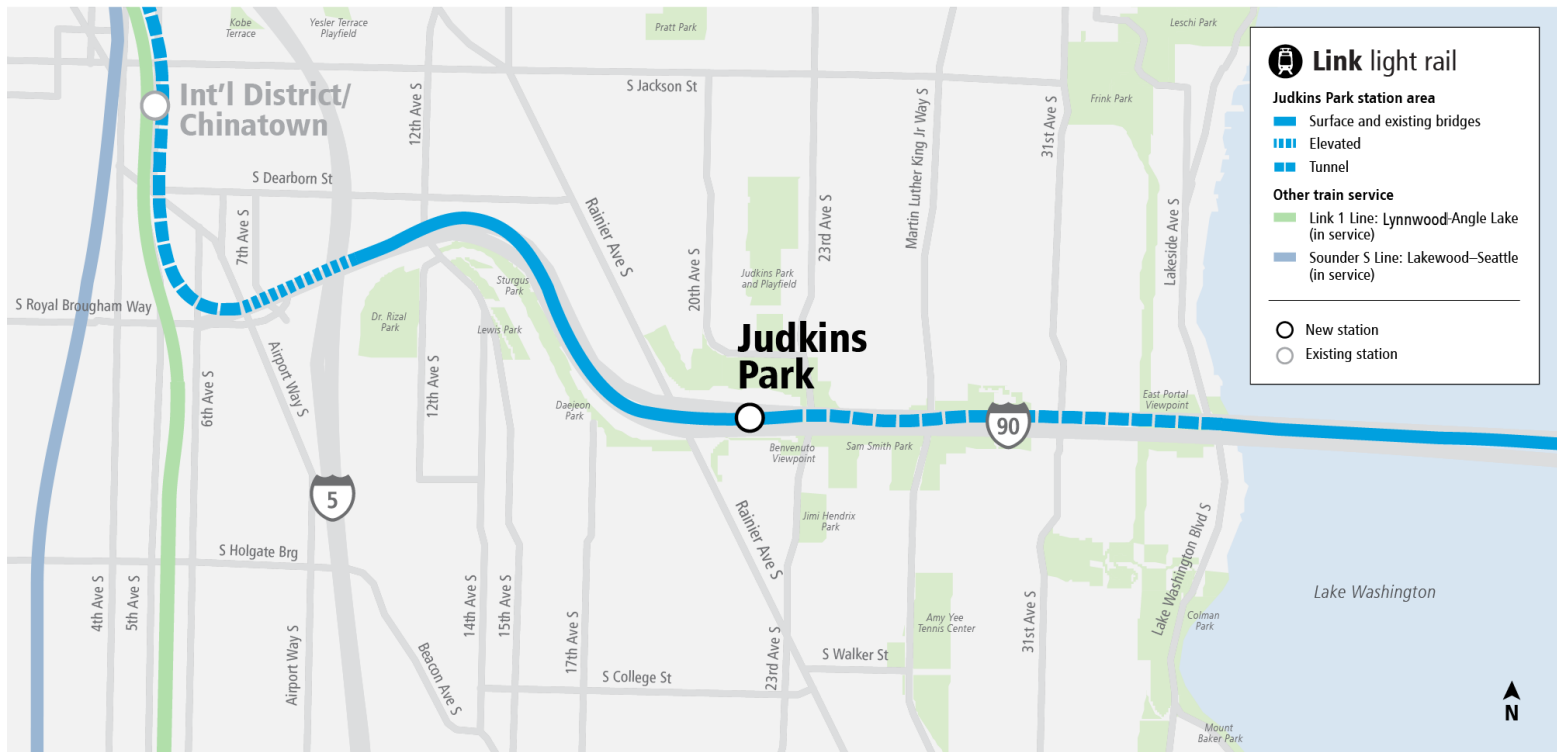 Kobe
Terrace
Yesler Terrace
Playfield
Pratt Park
Leschi Park
Link light rail
Judkins Park station area
Surface and existing bridges
Elevated
Tunnel
Other train service
Link 1 Line: Lynnwood-Angle Lake
(in service)
Sounder S Line: Lakewood–Seattle
(in service)
New station
Existing station
Int'l District/
Chinatown
S Jackson St
12th Ave S
Frink Park
31st Ave S
Martin Luther King Jr Way S
S Dearborn St
7th Ave S
Rainier Ave S
20th Ave S
23rd Ave S
Lakeside Ave S
Judkins Park
and Playfield
Sturgus
Park
S Royal Brougham Way
Dr. Rizal
Park
Lewis Park
Judkins
Park
Airport Way S
6th Ave S
12th Ave S
Daejeon
Park
East Portal
Viewpoint
90
Benvenuto
Viewpoint
Sam Smith Park
5
Rainier Ave S
Jimi Hendrix
Park
Lake Washington Blvd S
S Holgate Brg
4th Ave S
5th Ave S
14th Ave S
15th Ave S
17th Ave S
31st Ave S
Lake Washington
Amy Yee
Tennis Center
Colman
Park
Airport Way S
Beacon Ave S
23rd Ave S
S Walker St
S College St
N
Mount
Baker Park